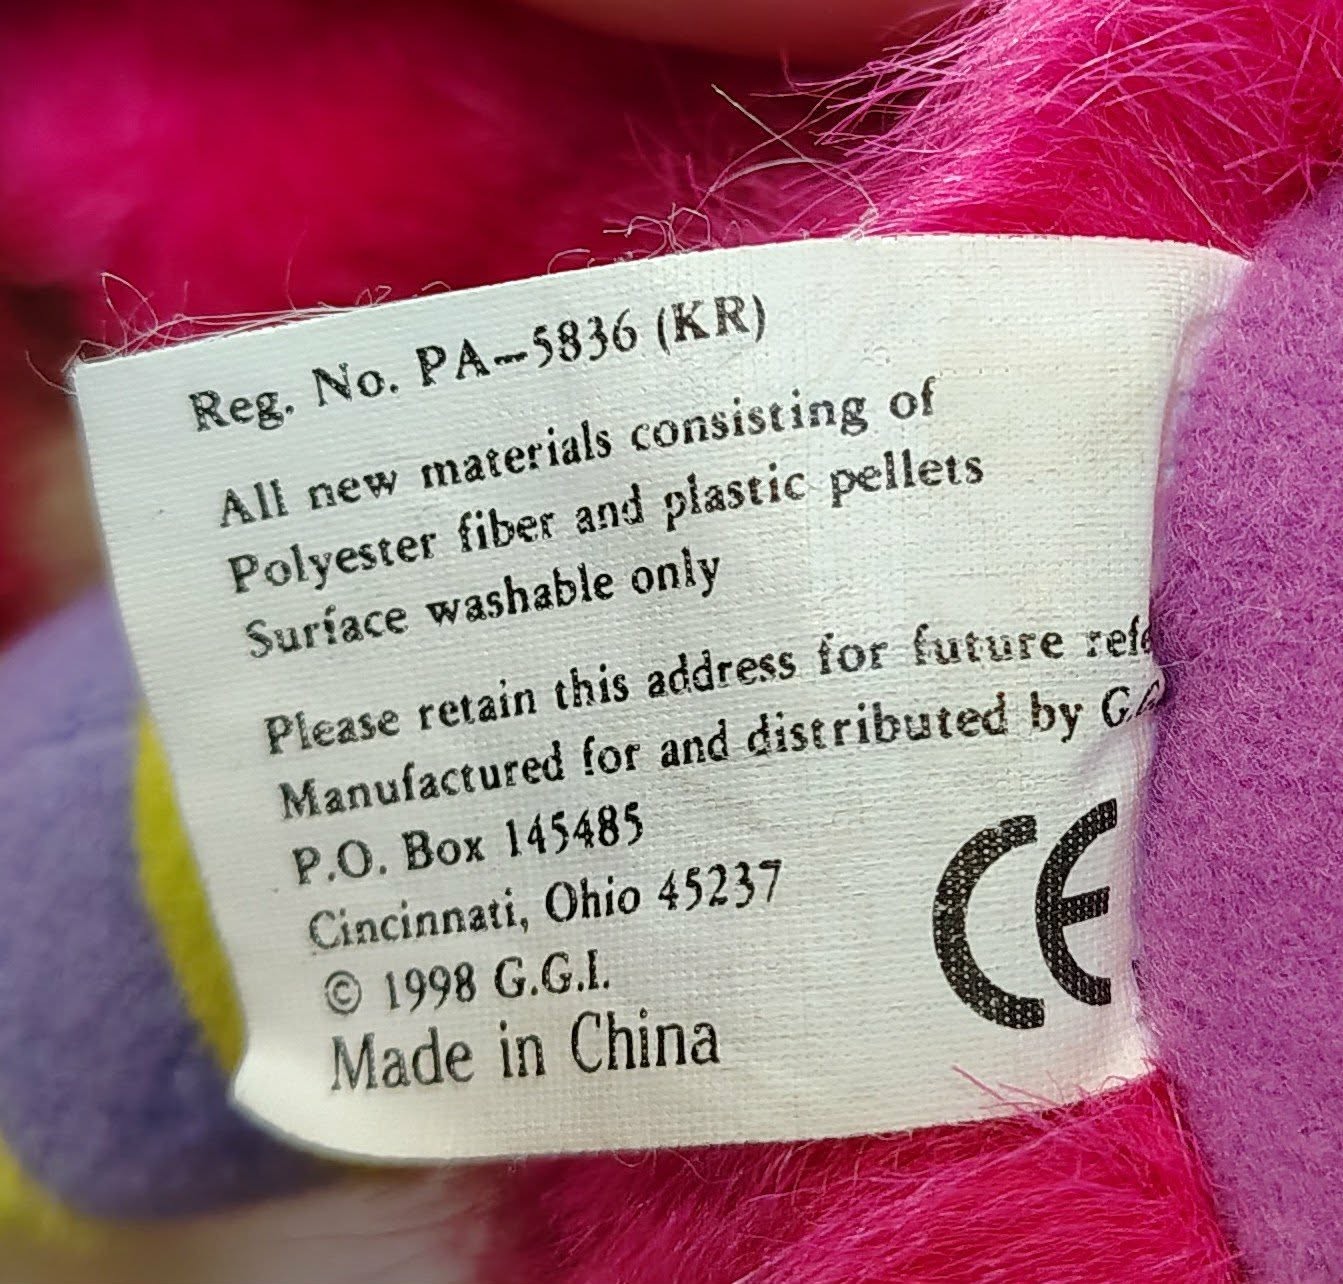 Reg. No. PA-5836 (KR)
All new materials consisting of
Polyester fiber and plastic pellets
Surface washable only
Please retain this address for future
Manufactured for and distributed by
P.O. Box 145485
Cincinnati, Ohio 45237
© 1998 G.G.I.
Made in China
CE